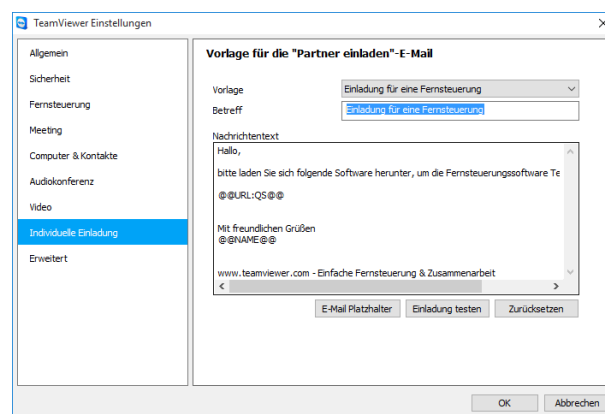 TeamViewer Einstellungen
Allgemein
Sicherheit
Fernsteuerung
Meeting
Computer & Kontakte
Audiokonferenz
Video
Individuelle Einladung
Erweitert
Vorlage für die "Partner einladen"-E-Mail
Vorlage Einladung für eine Fernsteuerung
Betreff Einladung für eine Fernsteuerung
Nachrichtentext
Hallo,
bitte laden Sie sich folgende Software herunter, um die Fernsteuerungssoftware Te
@@URL:QS@@
Mit freundlichen Grüßen
@@NAME@@
www.teamviewer.com - Einfache Fernsteuerung & Zusammenarbeit
E-Mail Platzhalter Einladung testen Zurücksetzen
OK Abbrechen